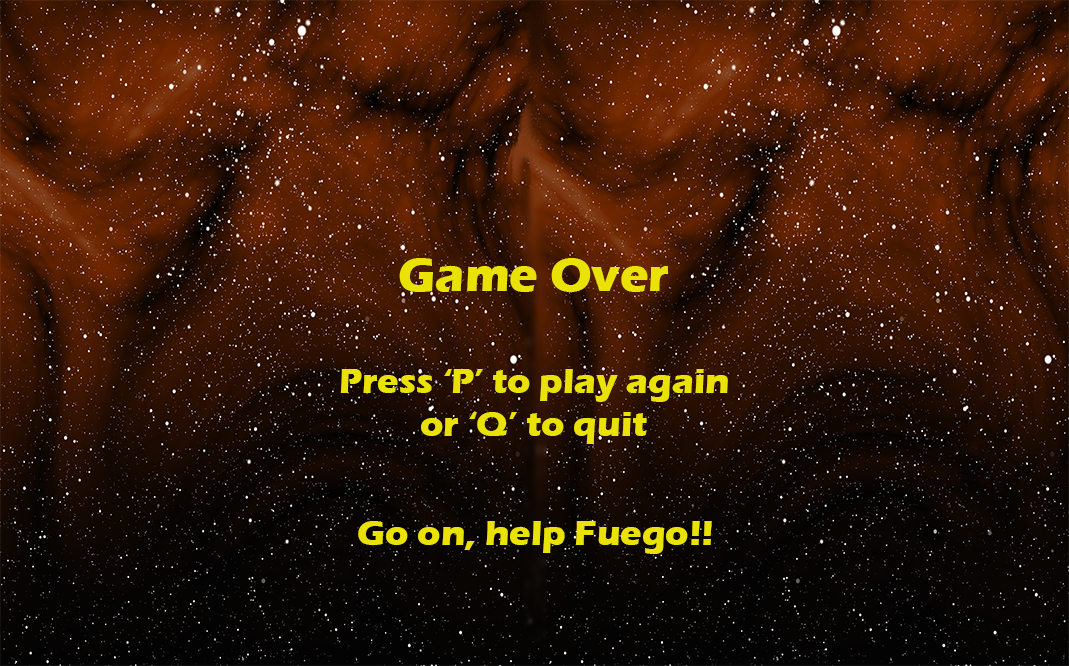 Game Over
Press ‘P’ to play again
or ‘Q’ to quit
Go on, help Fuego!!